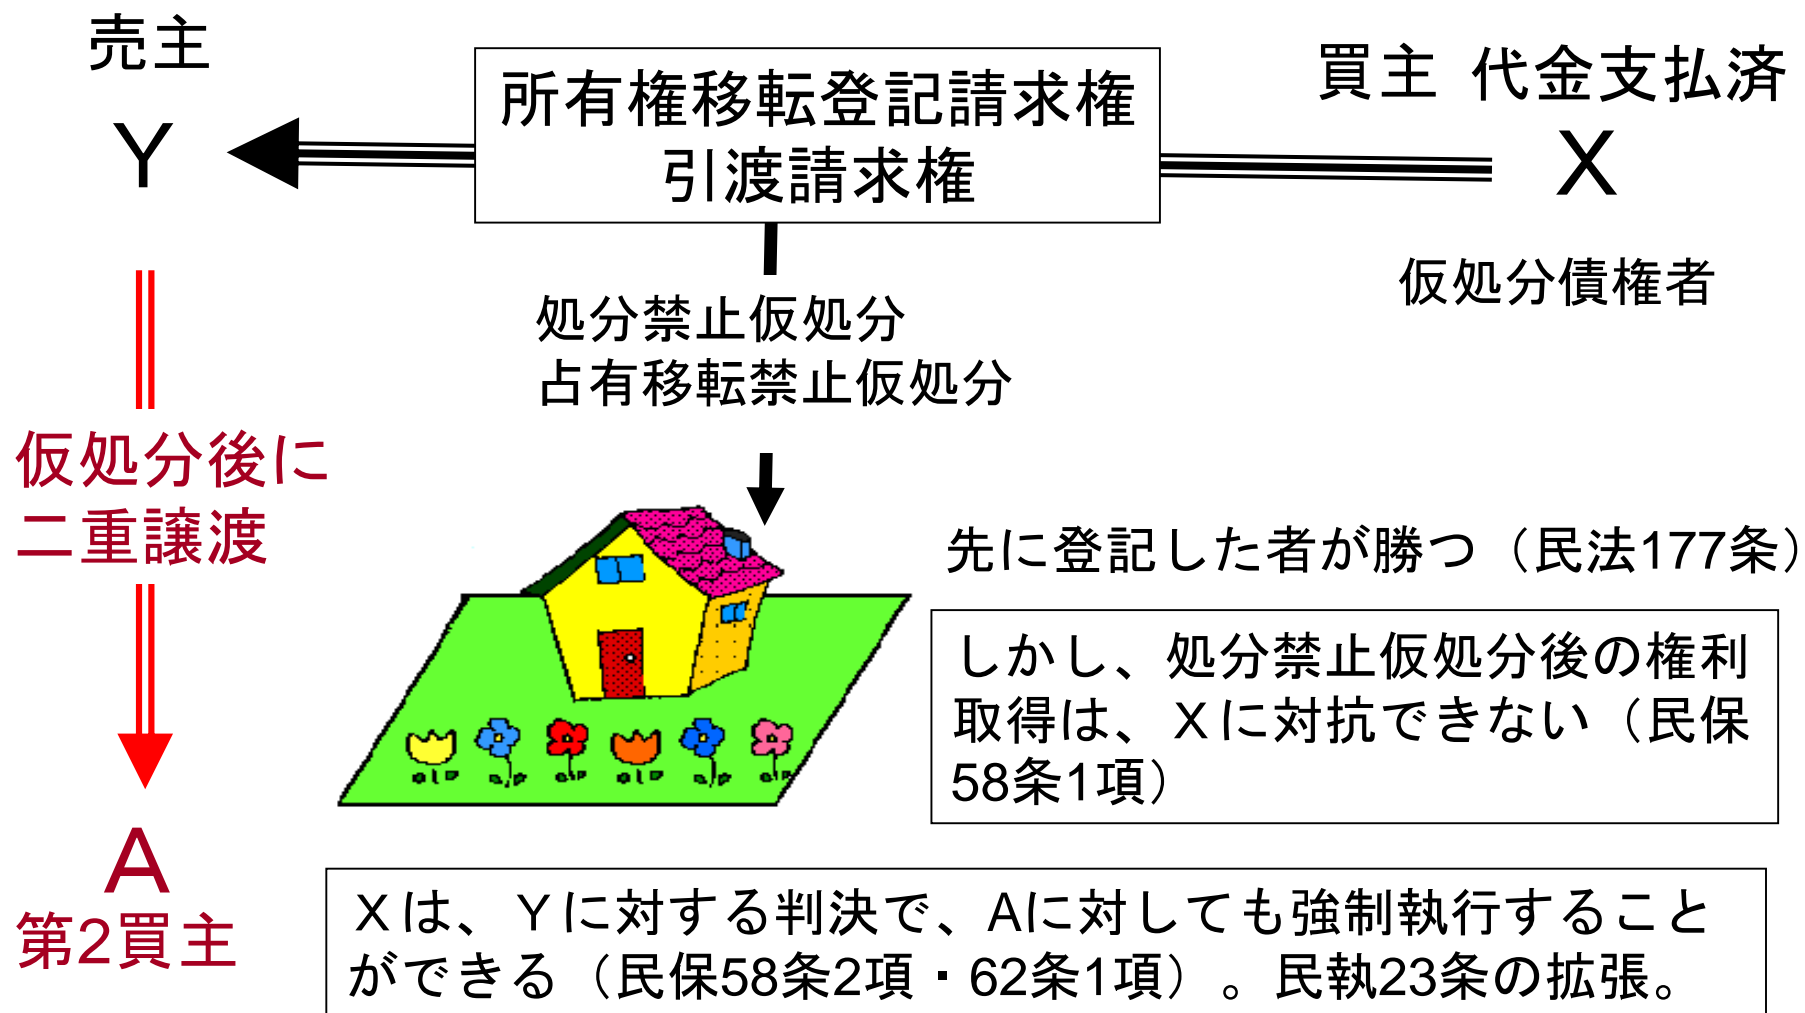 売主
Y
所有権移転登記請求権
引渡請求権
買主 代金支払済
X
仮処分債権者
処分禁止仮処分
占有移転禁止仮処分
仮処分後に
二重譲渡
先に登記した者が勝つ（民法177条）
しかし、処分禁止仮処分後の権利
取得は、Xに対抗できない（民保
58条1項）
A
第2買主
Xは、Yに対する判決で、Aに対しても強制執行すること
ができる（民保58条2項・62条1項）。民執23条の拡張。